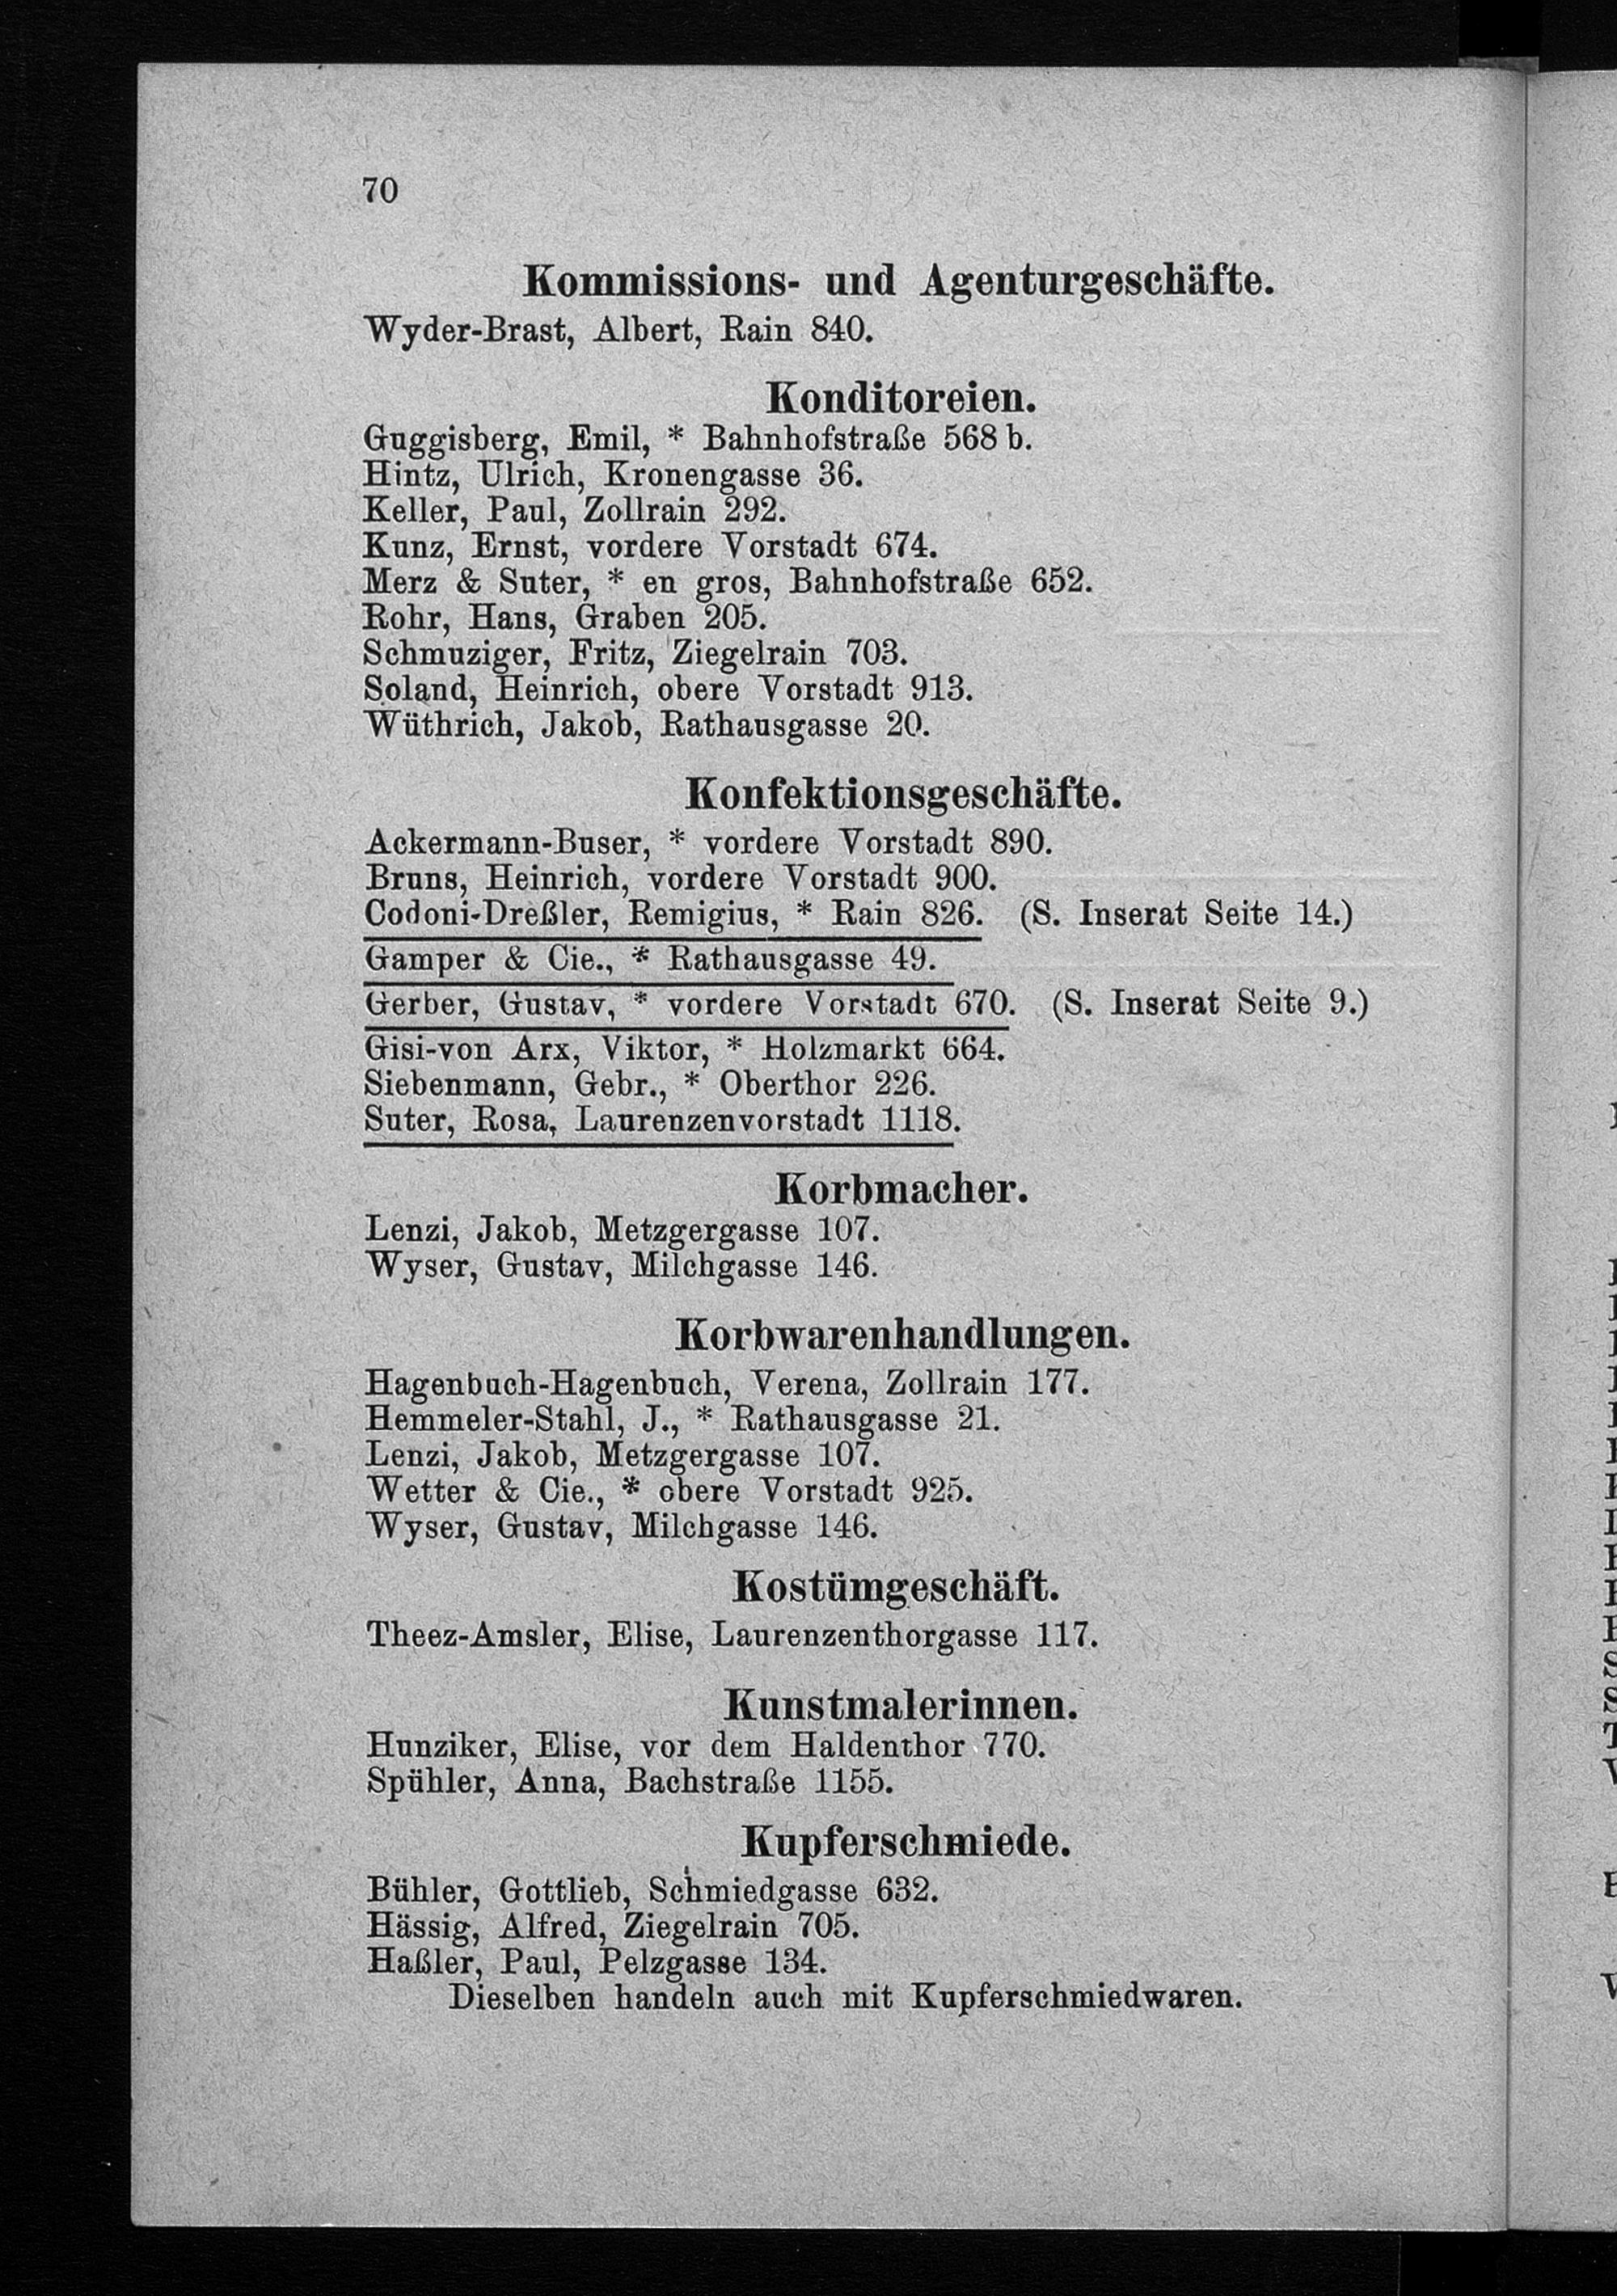 70
Kommissions- und Agenturgeschäfte.
Wyder-Brast, Albert, Rain 840.
Konditoreien.
Guggisberg, Emil, * Bahnhofstraße 568 b.
Hintz, Ulrich, Kronengasse 36.
Keller, Paul, Zollrain 292.
Kunz, Ernst, vordere Vorstadt 674.
Merz & Suter, * en gros, Bahnhofstraße 652.
Rohr, Hans, Graben 205.
Schmuziger, Fritz, Ziegelrain 703.
Soland, Heinrich, obere Vorstadt 913.
Wüthrich, Jakob, Rathausgasse 20.
Konfektionsgeschäfte.
Ackermann-Buser, * vordere Vorstadt 890.
Bruns, Heinrich, vordere Vorstadt 900.
Codoni-Dreßler, Remigius, * Rain 826. (S. Inserat Seite 14.)
Gamper & Cie., * Rathausgasse 49.
Gerber, Gustav, * vordere Vorstadt 670. (S. Inserat Seite 9.)
Gisi-von Arx, Viktor, * Holzmarkt 664.
Siebenmann, Gebr., * Oberthor 226.
Suter, Rosa, Laurenzenvorstadt 1118.
Korbmacher.
Lenzi, Jakob, Metzgergasse 107.
Wyser, Gustav, Milchgasse 146.
Korbwarenhandlungen.
Hagenbuch-Hagenbuch, Verena, Zollrain 177.
Hemmeler-Stahl, J., * Rathausgasse 21.
Lenzi, Jakob, Metzgergasse 107.
Wetter & Cie., * obere Vorstadt 925.
Wyser, Gustav, Milchgasse 146.
Kostümgeschäft.
Theez-Amsler, Elise, Laurenzenthorgasse 117.
Kunstmalerinnen.
Hunziker, Elise, vor dem Haldenthor 770.
Spühler, Anna, Bachstraße 1155.
Kupferschmiede.
Bühler, Gottlieb, Schmiedgasse 632.
Hässig, Alfred, Ziegelrain 705.
Haßler, Paul, Pelzgasse 134.
Dieselben handeln auch mit Kupferschmiedwaren.